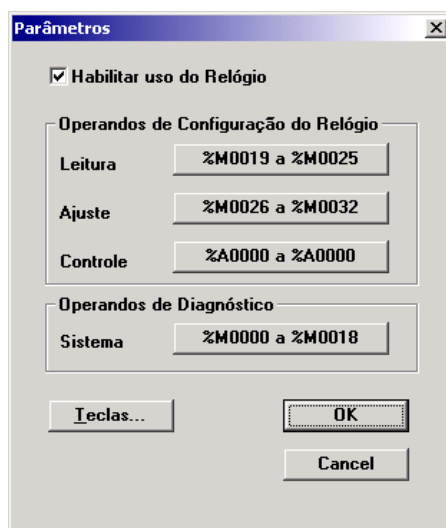 Parâmetros
Habilitar uso do Relógio
Operandos de Configuração do Relógio
Leitura %M0019 a %M0025
Ajuste %M0026 a %M0032
Controle %A0000 a %A0000
Operandos de Diagnóstico
Sistema %M0000 a %M0018
Teclas... OK
Cancel